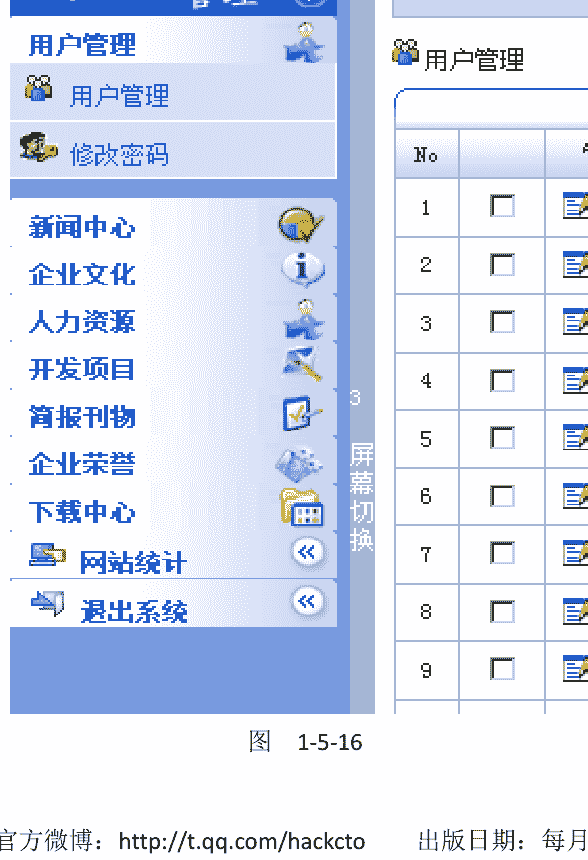 管理
用户管理
用户管理
修改密码
新闻中心
企业文化
人力资源
开发项目
简报刊物
企业荣誉
下载中心
网站统计
退出系统
3
屏幕切换
用户管理
No
1
2
3
4
5
6
7
8
9
图 1-5-16
官方微博：http://t.qq.com/hackcto 出版日期：每月